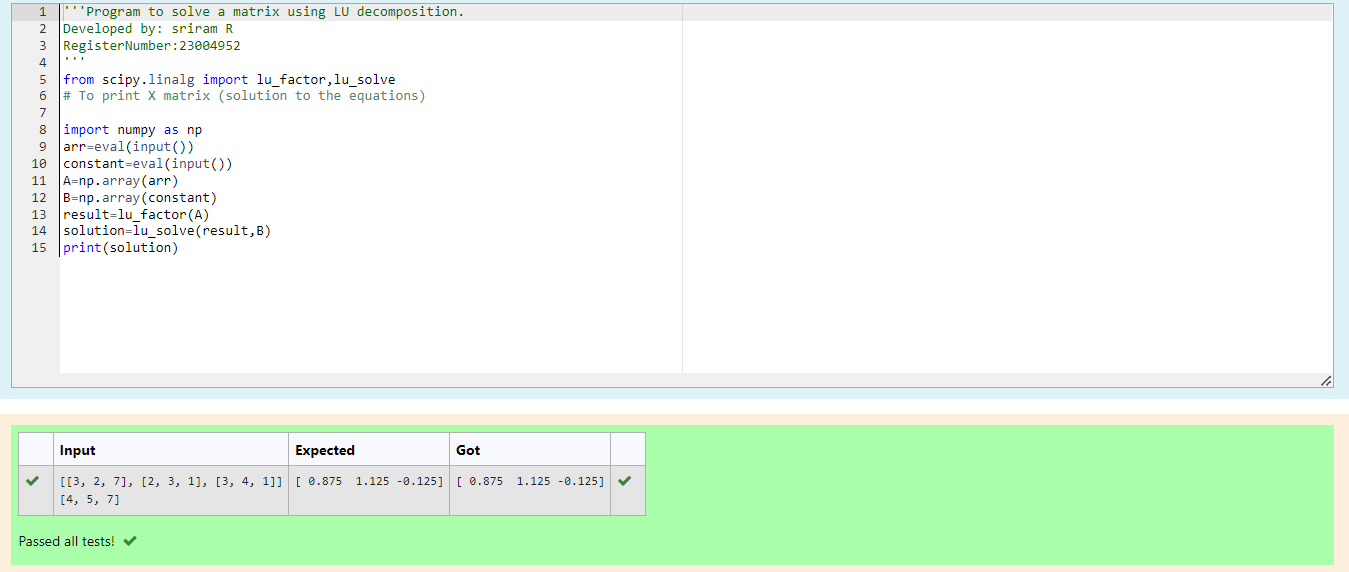 1 '''Program to solve a matrix using LU decomposition.
2 Developed by: sriram R
3 RegisterNumber:23004952
4 '''
5 from scipy.linalg import lu_factor,lu_solve
6 # To print X matrix (solution to the equations)
7
8 import numpy as np
9 arr=eval(input())
10 constant=eval(input())
11 A=np.array(arr)
12 B=np.array(constant)
13 result=lu_factor(A)
14 solution=lu_solve(result,B)
15 print(solution)
Input Expected Got
[[3, 2, 7], [2, 3, 1], [3, 4, 1]] [ 0.875  1.125 -0.125] [ 0.875  1.125 -0.125]
[4, 5, 7]
Passed all tests!